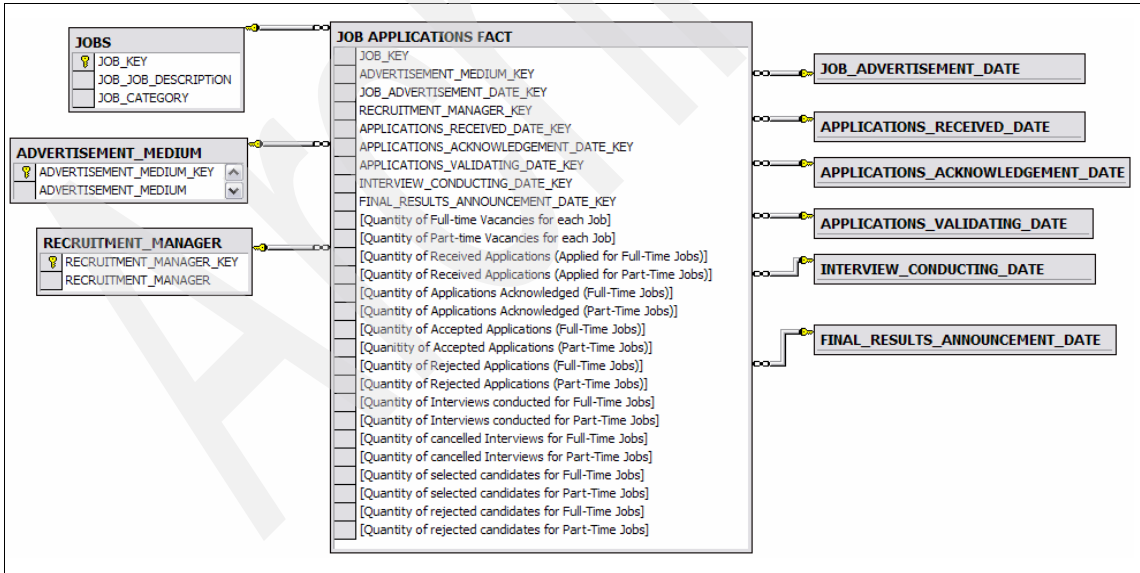 JOBS
JOB_KEY
JOB_JOB_DESCRIPTION
JOB_CATEGORY
ADVERTISEMENT_MEDIUM
ADVERTISEMENT_MEDIUM_KEY
ADVERTISEMENT_MEDIUM
RECRUITMENT_MANAGER
RECRUITMENT_MANAGER_KEY
RECRUITMENT_MANAGER
JOB APPLICATIONS FACT
JOB_KEY
ADVERTISEMENT_MEDIUM_KEY
JOB_ADVERTISEMENT_DATE_KEY
RECRUITMENT_MANAGER_KEY
APPLICATIONS_RECEIVED_DATE_KEY
APPLICATIONS_ACKNOWLEDGEMENT_DATE_KEY
APPLICATIONS_VALIDATING_DATE_KEY
INTERVIEW_CONDUCTING_DATE_KEY
FINAL_RESULTS_ANNOUNCEMENT_DATE_KEY
[Quantity of Full-time Vacancies for each Job]
[Quantity of Part-time Vacancies for each Job]
[Quantity of Received Applications (Applied for Full-Time Jobs)]
[Quantity of Received Applications (Applied for Part-Time Jobs)]
[Quantity of Applications Acknowledged (Full-Time Jobs)]
[Quantity of Applications Acknowledged (Part-Time Jobs)]
[Quantity of Accepted Applications (Full-Time Jobs)]
[Quanitity of Accepted Applications (Part-Time Jobs)]
[Quantity of Rejected Applications (Full-Time Jobs)]
[Quantity of Rejected Applications (Part-Time Jobs)]
[Quantity of Interviews conducted for Full-Time Jobs]
[Quantity of Interviews conducted for Part-Time Jobs]
[Quantity of cancelled Interviews for Full-Time Jobs]
[Quantity of cancelled Interviews for Part-Time Jobs]
[Quantity of selected candidates for Full-Time Jobs]
[Quantity of selected candidates for Part-Time Jobs]
[Quantity of rejected candidates for Full-Time Jobs]
[Quantity of rejected candidates for Part-Time Jobs]
JOB_ADVERTISEMENT_DATE
APPLICATIONS_RECEIVED_DATE
APPLICATIONS_ACKNOWLEDGEMENT_DATE
APPLICATIONS_VALIDATING_DATE
INTERVIEW_CONDUCTING_DATE
FINAL_RESULTS_ANNOUNCEMENT_DATE